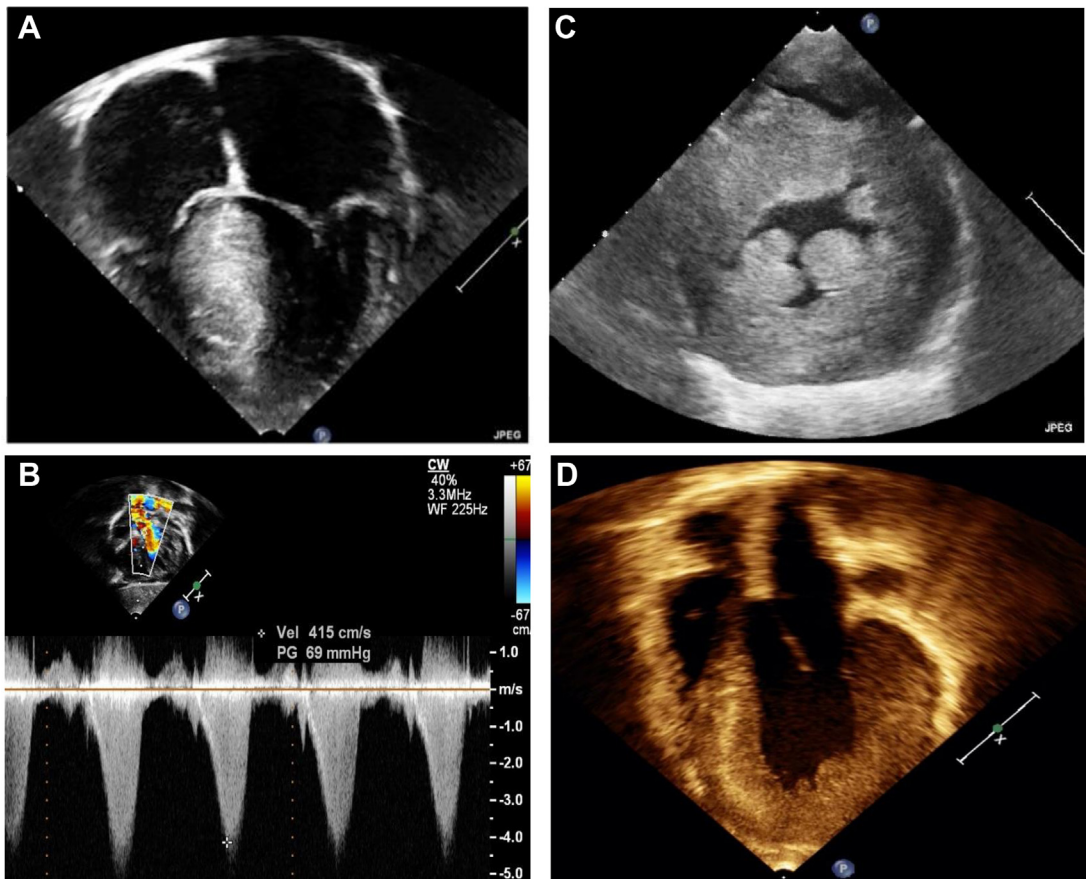 A
JPEG
P
C
P
JPEG
B
CW
40%
3.3MHz
WF 225Hz
+67
-67
cm/
P
Vel 415 cm/s
PG 69 mmHg
1.0
m/s
-1.0
-2.0
-3.0
-4.0
-5.0
D
P